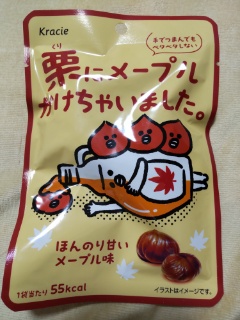 Kracie
手でつまんでも
ベタベタしない
くり
栗にメープル
かけちゃいました。
ほんのり甘い
メープル味
1袋当たり 55kcal
イラストはイメージです。